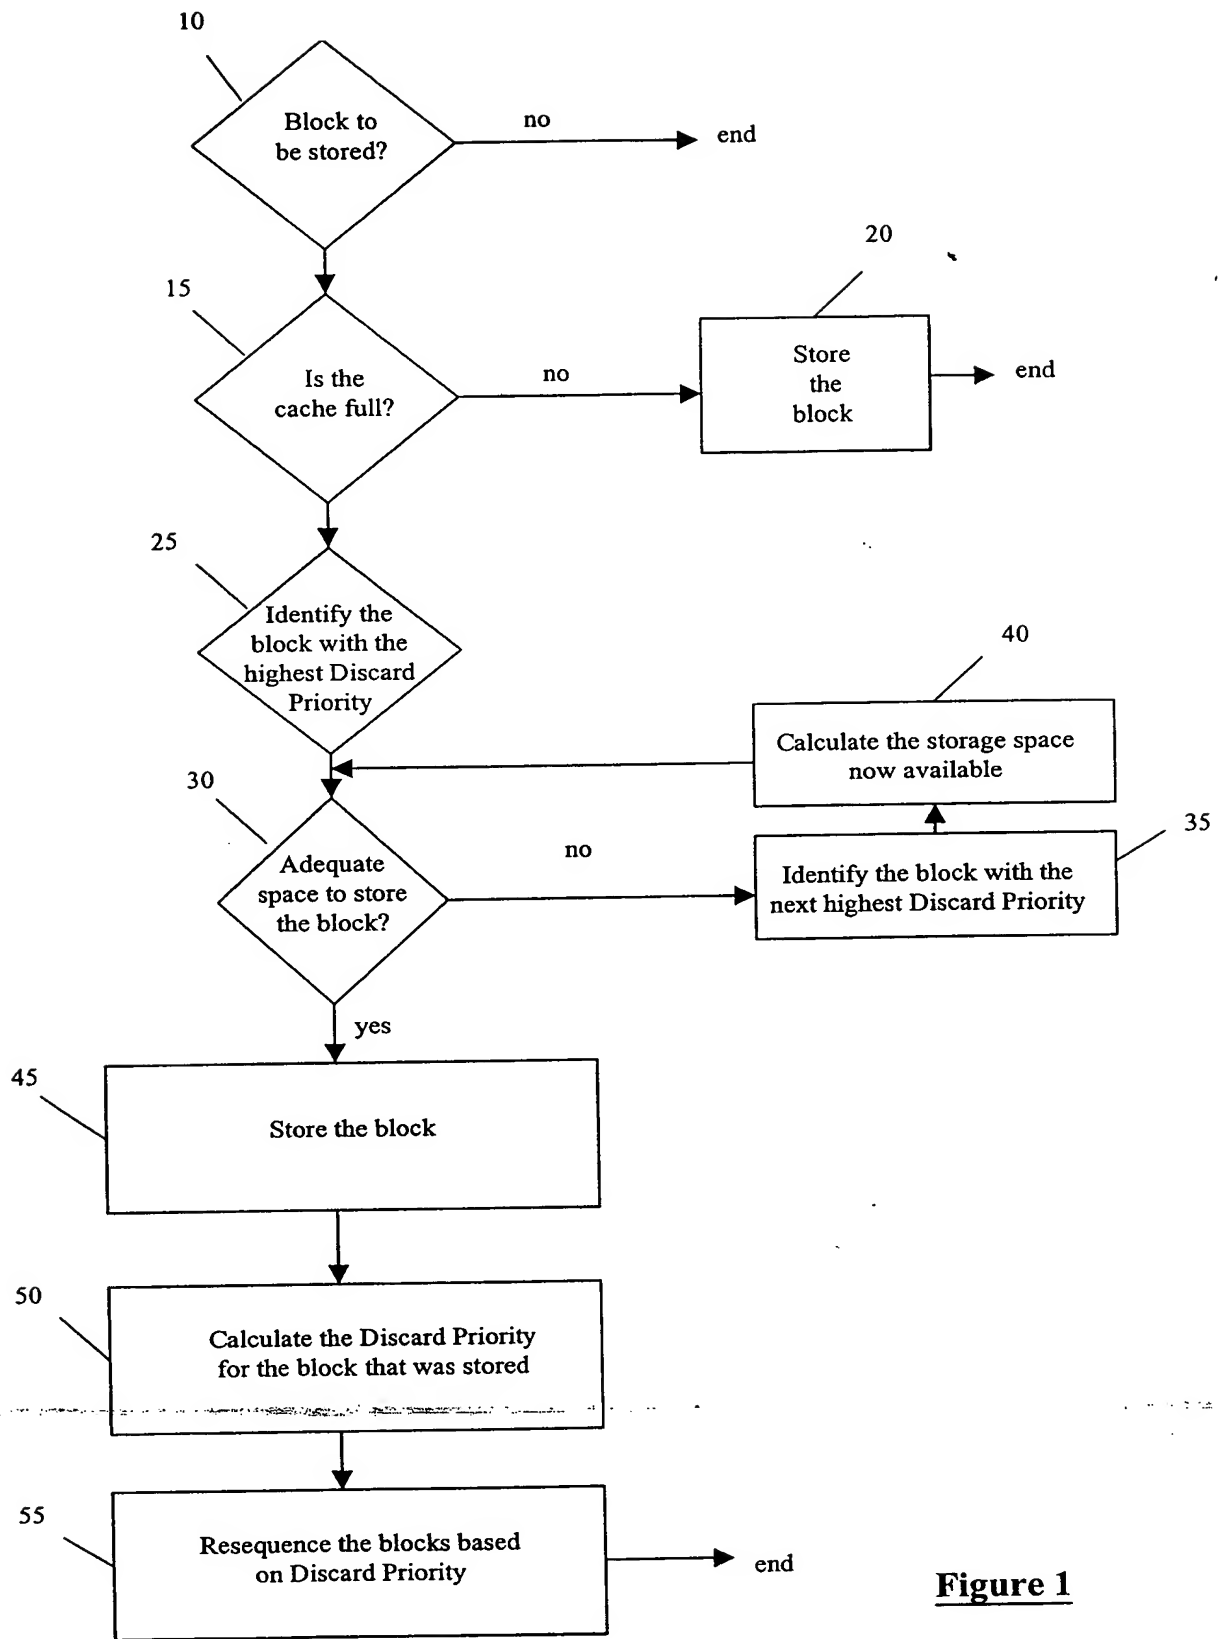 10
Block to
be stored?
no
end
20
15
Is the
cache full?
no
Store
the
block
end
25
Identify the
block with the
highest Discard
Priority
40
Calculate the storage space
now available
30
35
Adequate
space to store
the block?
no
Identify the block with the
next highest Discard Priority
yes
45
Store the block
50
Calculate the Discard Priority
for the block that was stored
55
Resequence the blocks based
on Discard Priority
end
Figure 1